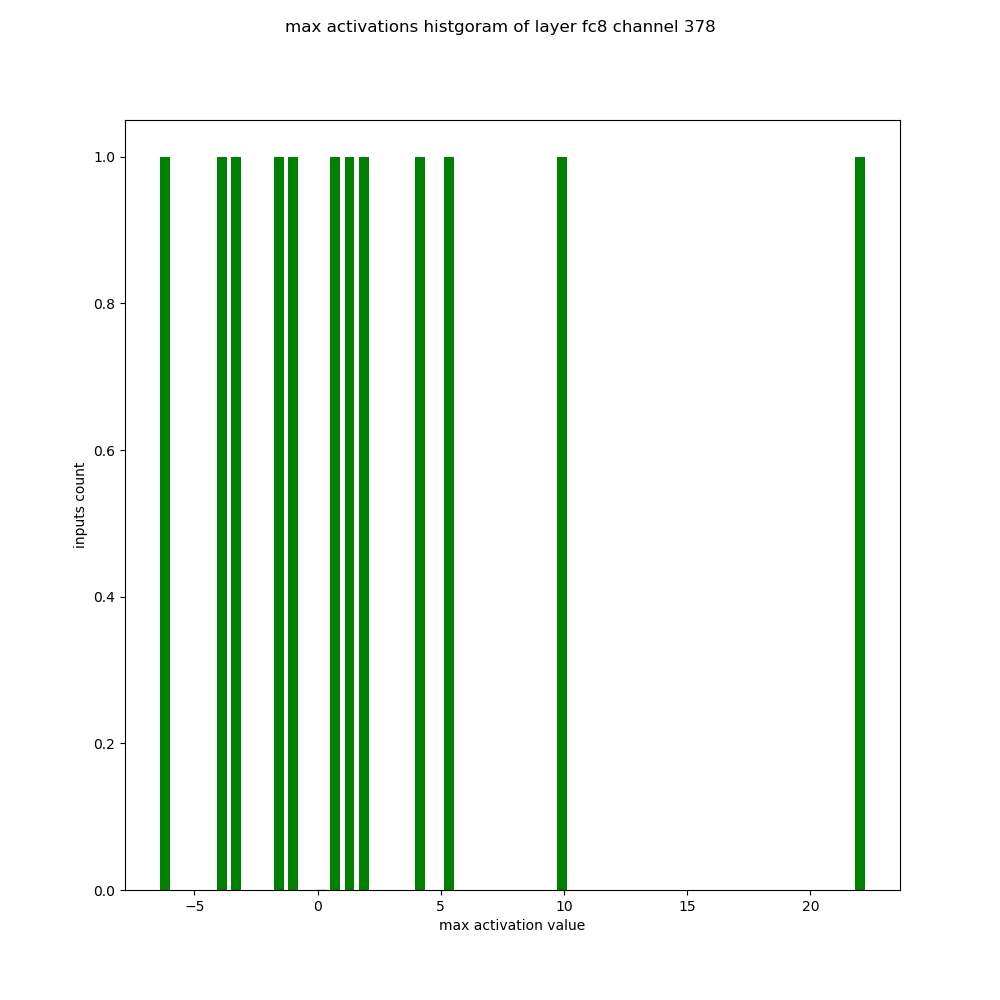 max activations histgoram of layer fc8 channel 378
1.0
0.8
0.6
0.4
0.2
0.0
inputs count
−5 0 5 10 15 20
max activation value